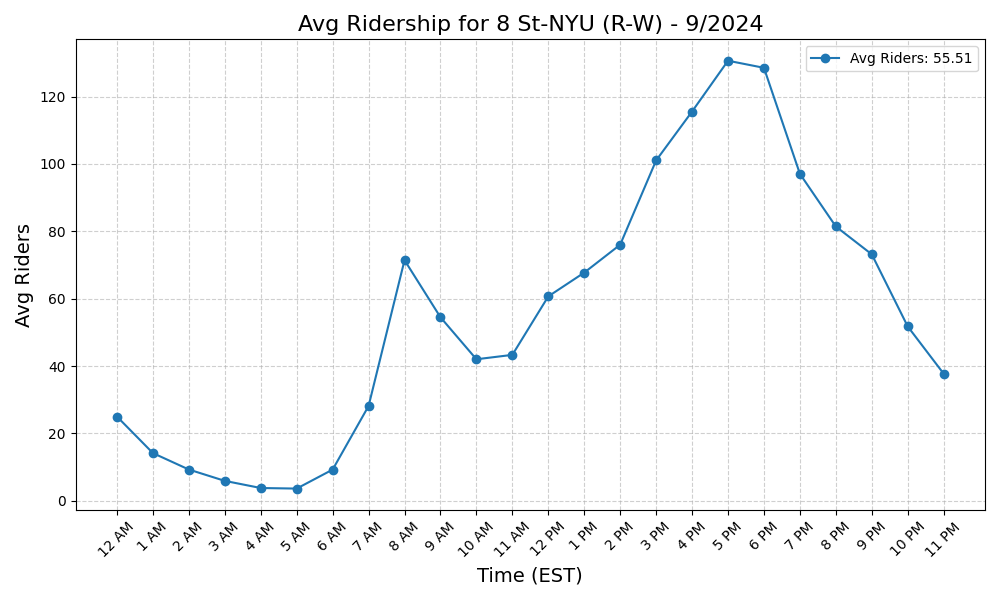 Avg Ridership for 8 St-NYU (R-W) - 9/2024
Avg Riders: 55.51
Avg Riders
120
100
80
60
40
20
0
12 AM 1 AM 2 AM 3 AM 4 AM 5 AM 6 AM 7 AM 8 AM 9 AM 10 AM 11 AM 12 PM 1 PM 2 PM 3 PM 4 PM 5 PM 6 PM 7 PM 8 PM 9 PM 10 PM 11 PM
Time (EST)